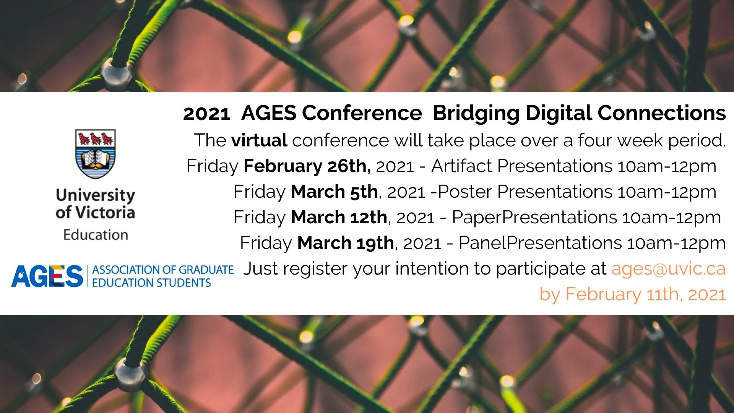 2021 AGES Conference Bridging Digital Connections
The virtual conference will take place over a four week period.
Friday February 26th, 2021 - Artifact Presentations 10am-12pm
Friday March 5th, 2021 -Poster Presentations 10am-12pm
Friday March 12th, 2021 - PaperPresentations 10am-12pm
Friday March 19th, 2021 - PanelPresentations 10am-12pm
Just register your intention to participate at ages@uvic.ca
by February 11th, 2021
University
of Victoria
Education
AGES ASSOCIATION OF GRADUATE
EDUCATION STUDENTS